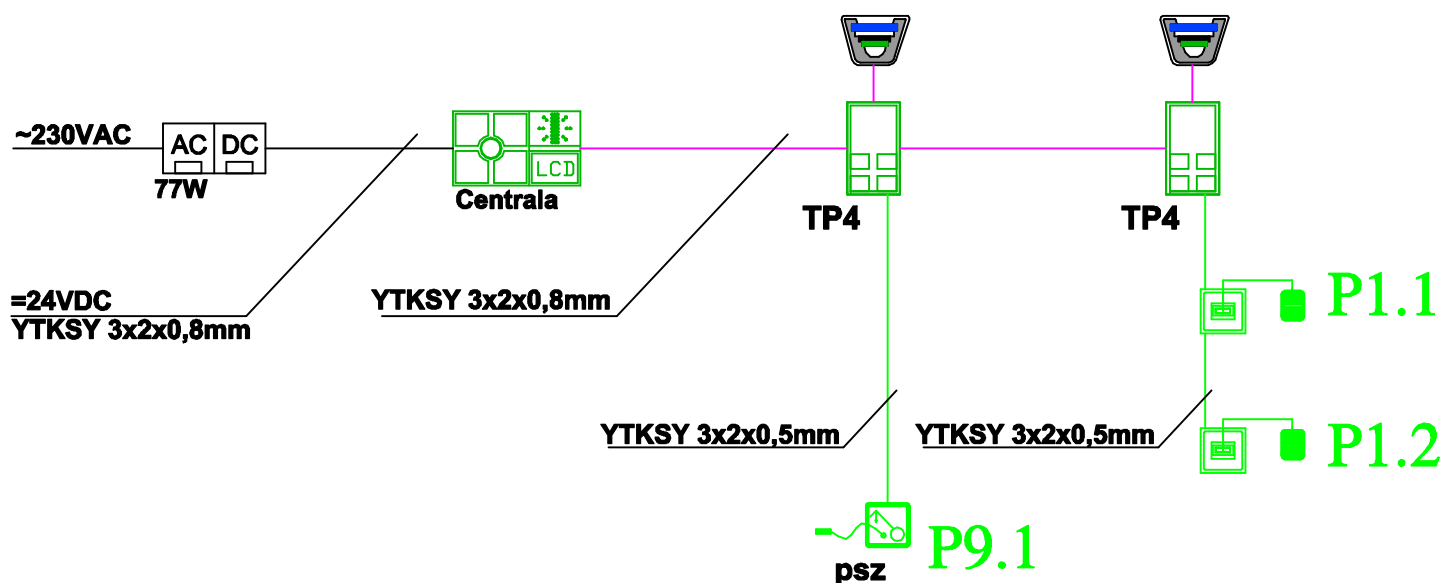 ~230VAC
AC DC
77W
LCD
Centrala
TP4
TP4
=24VDC
YTKSY 3x2x0,8mm
YTKSY 3x2x0,8mm
P1.1
YTKSY 3x2x0,5mm
YTKSY 3x2x0,5mm
P1.2
P9.1
psz